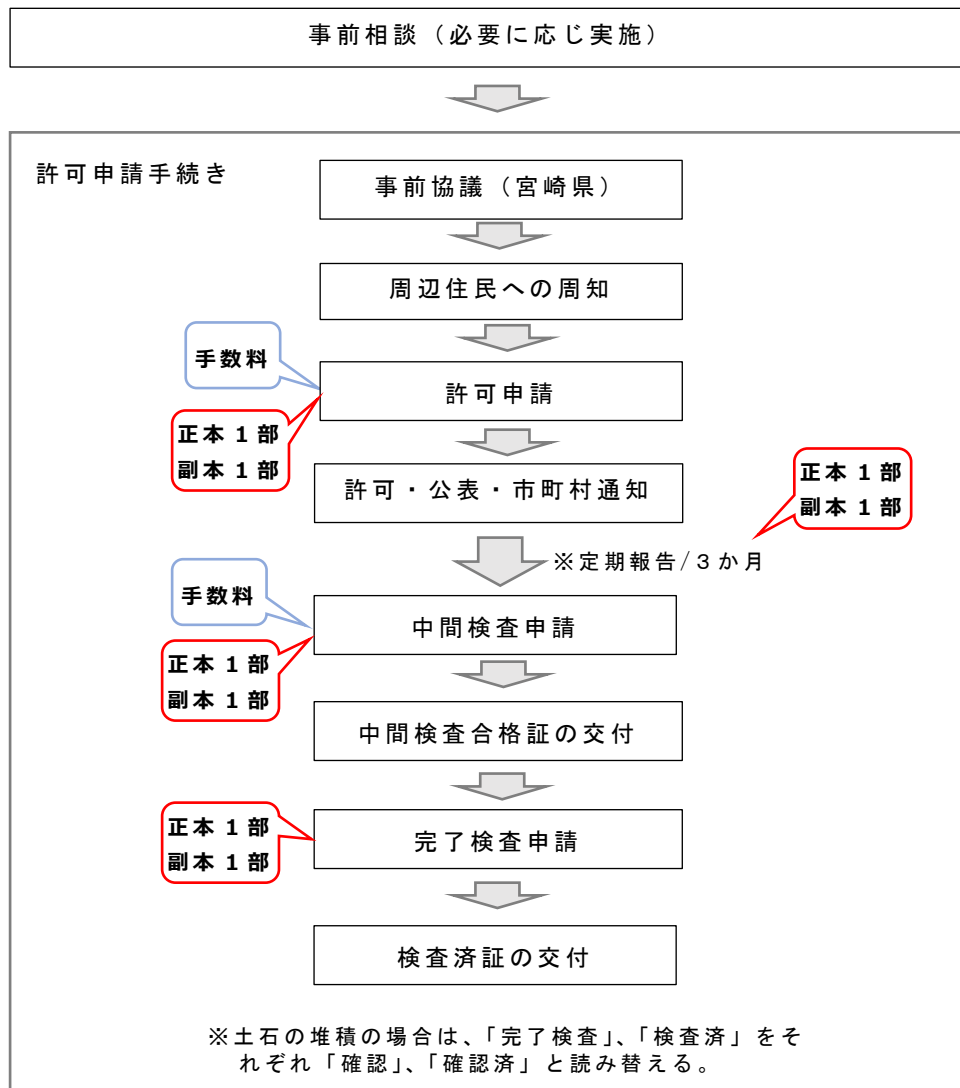 事前相談（必要に応じ実施）
許可申請手続き
事前協議（宮崎県）
周辺住民への周知
手数料
許可申請
正本１部
副本１部
許可・公表・市町村通知
正本１部
副本１部
※定期報告/３か月
手数料
中間検査申請
正本１部
副本１部
中間検査合格証の交付
正本１部
副本１部
完了検査申請
検査済証の交付
※土石の堆積の場合は、「完了検査」、「検査済」をそ
れぞれ「確認」、「確認済」と読み替える。